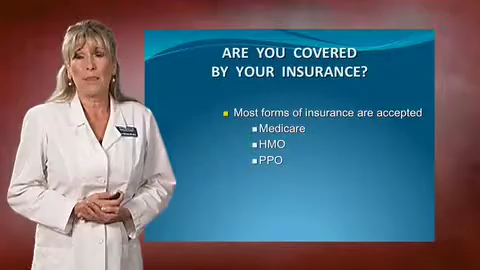 ARE YOU COVERED
BY YOUR INSURANCE?
Most forms of insurance are accepted
Medicare
HMO
PPO